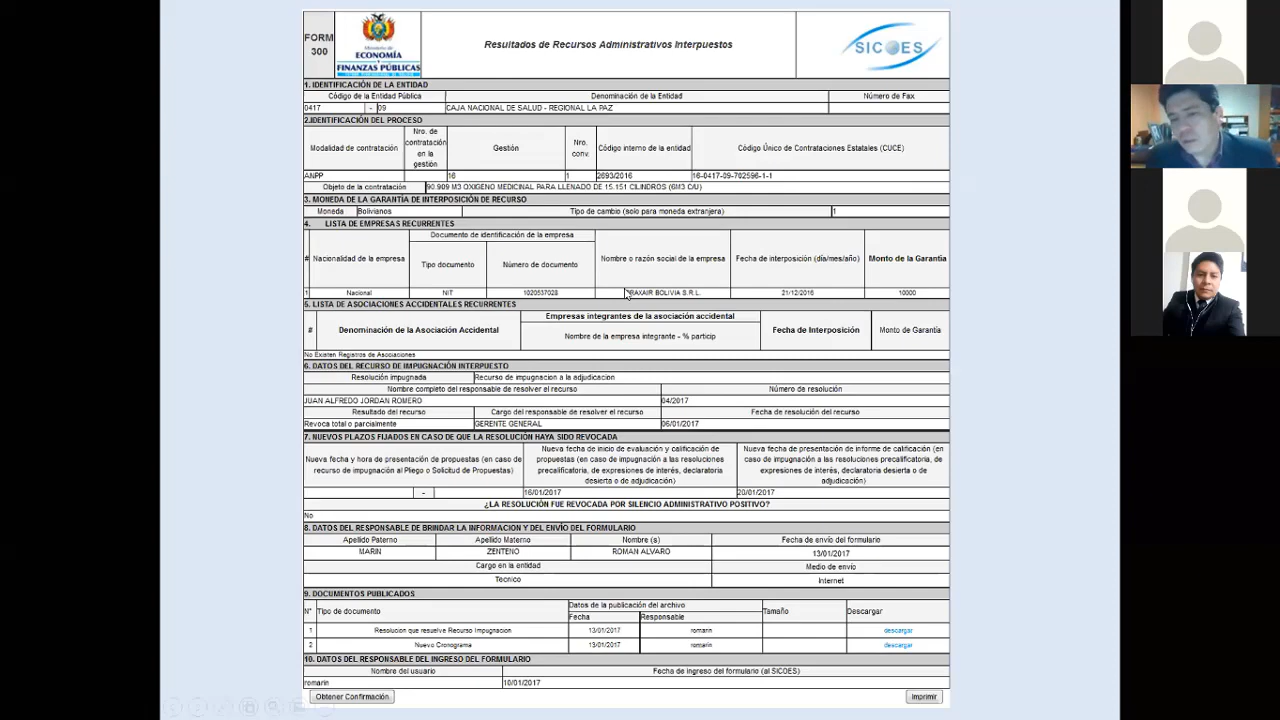 FORM 300
Ministerio de
ECONOMÍA
Y
FINANZAS PÚBLICAS
Resultados de Recursos Administrativos Interpuestos
SICOES
1. IDENTIFICACIÓN DE LA ENTIDAD
Código de la Entidad Pública Denominación de la Entidad Número de Fax
0417 - 09 CAJA NACIONAL DE SALUD - REGIONAL LA PAZ
2.IDENTIFICACIÓN DEL PROCESO
Modalidad de contratación Nro. de contratación en la gestión Gestión Nro. conv. Código interno de la entidad Código Único de Contrataciones Estatales (CUCE)
ANPP 16 1 2693/2016 16-0417-09-702596-1-1
Objeto de la contratación 90.909 M3 OXIGENO MEDICINAL PARA LLENADO DE 15.151 CILINDROS (6M3 C/U)
3. MONEDA DE LA GARANTÍA DE INTERPOSICIÓN DE RECURSO
Moneda Bolivianos Tipo de cambio (solo para moneda extranjera) 1
4. LISTA DE EMPRESAS RECURRENTES
# Nacionalidad de la empresa Documento de identificación de la empresa Nombre o razón social de la empresa Fecha de interposición (día/mes/año) Monto de la Garantía
Tipo documento Número de documento
1 Nacional NIT 1020537028 PRAXAIR BOLIVIA S.R.L. 21/12/2016 10000
5. LISTA DE ASOCIACIONES ACCIDENTALES RECURRENTES
# Denominación de la Asociación Accidental Empresas integrantes de la asociación accidental Fecha de Interposición Monto de Garantía
Nombre de la empresa integrante - % particip
No Existen Registros de Asociaciones
6. DATOS DEL RECURSO DE IMPUGNACIÓN INTERPUESTO
Resolución impugnada Recurso de impugnacion a la adjudicacion
Nombre completo del responsable de resolver el recurso Número de resolución
JUAN ALFREDO JORDAN ROMERO 04/2017
Resultado del recurso Cargo del responsable de resolver el recurso Fecha de resolución del recurso
Revoca total o parcialmente GERENTE GENERAL 06/01/2017
7. NUEVOS PLAZOS FIJADOS EN CASO DE QUE LA RESOLUCIÓN HAYA SIDO REVOCADA
Nueva fecha y hora de presentación de propuestas (en caso de recurso de impugnación al Pliego o Solicitud de Propuestas) Nueva fecha de inicio de evaluación y calificación de propuestas (en caso de impugnación a las resoluciones precalificatoria, de expresiones de interés, declaratoria desierta o de adjudicación) Nueva fecha de presentación de informe de calificación (en caso de impugnación a las resoluciones precalificatoria, de expresiones de interés, declaratoria desierta o de adjudicación)
- 16/01/2017 20/01/2017
¿LA RESOLUCIÓN FUE REVOCADA POR SILENCIO ADMINISTRATIVO POSITIVO?
No
8. DATOS DEL RESPONSABLE DE BRINDAR LA INFORMACION Y DEL ENVÍO DEL FORMULARIO
Apellido Paterno Apellido Materno Nombre (s) Fecha de envío del formulario
MARIN ZENTENO ROMAN ALVARO 13/01/2017
Cargo en la entidad Medio de envío
Tecnico Internet
9. DOCUMENTOS PUBLICADOS
N° Tipo de documento Datos de la publicación del archivo Tamaño Descargar
Fecha Responsable
1 Resolucion que resuelve Recurso Impugnacion 13/01/2017 romarin descargar
2 Nuevo Cronograma 13/01/2017 romarin descargar
10. DATOS DEL RESPONSABLE DEL INGRESO DEL FORMULARIO
Nombre del usuario Fecha de ingreso del formulario (al SICOES)
romarin 10/01/2017
Obtener Confirmación Imprimir